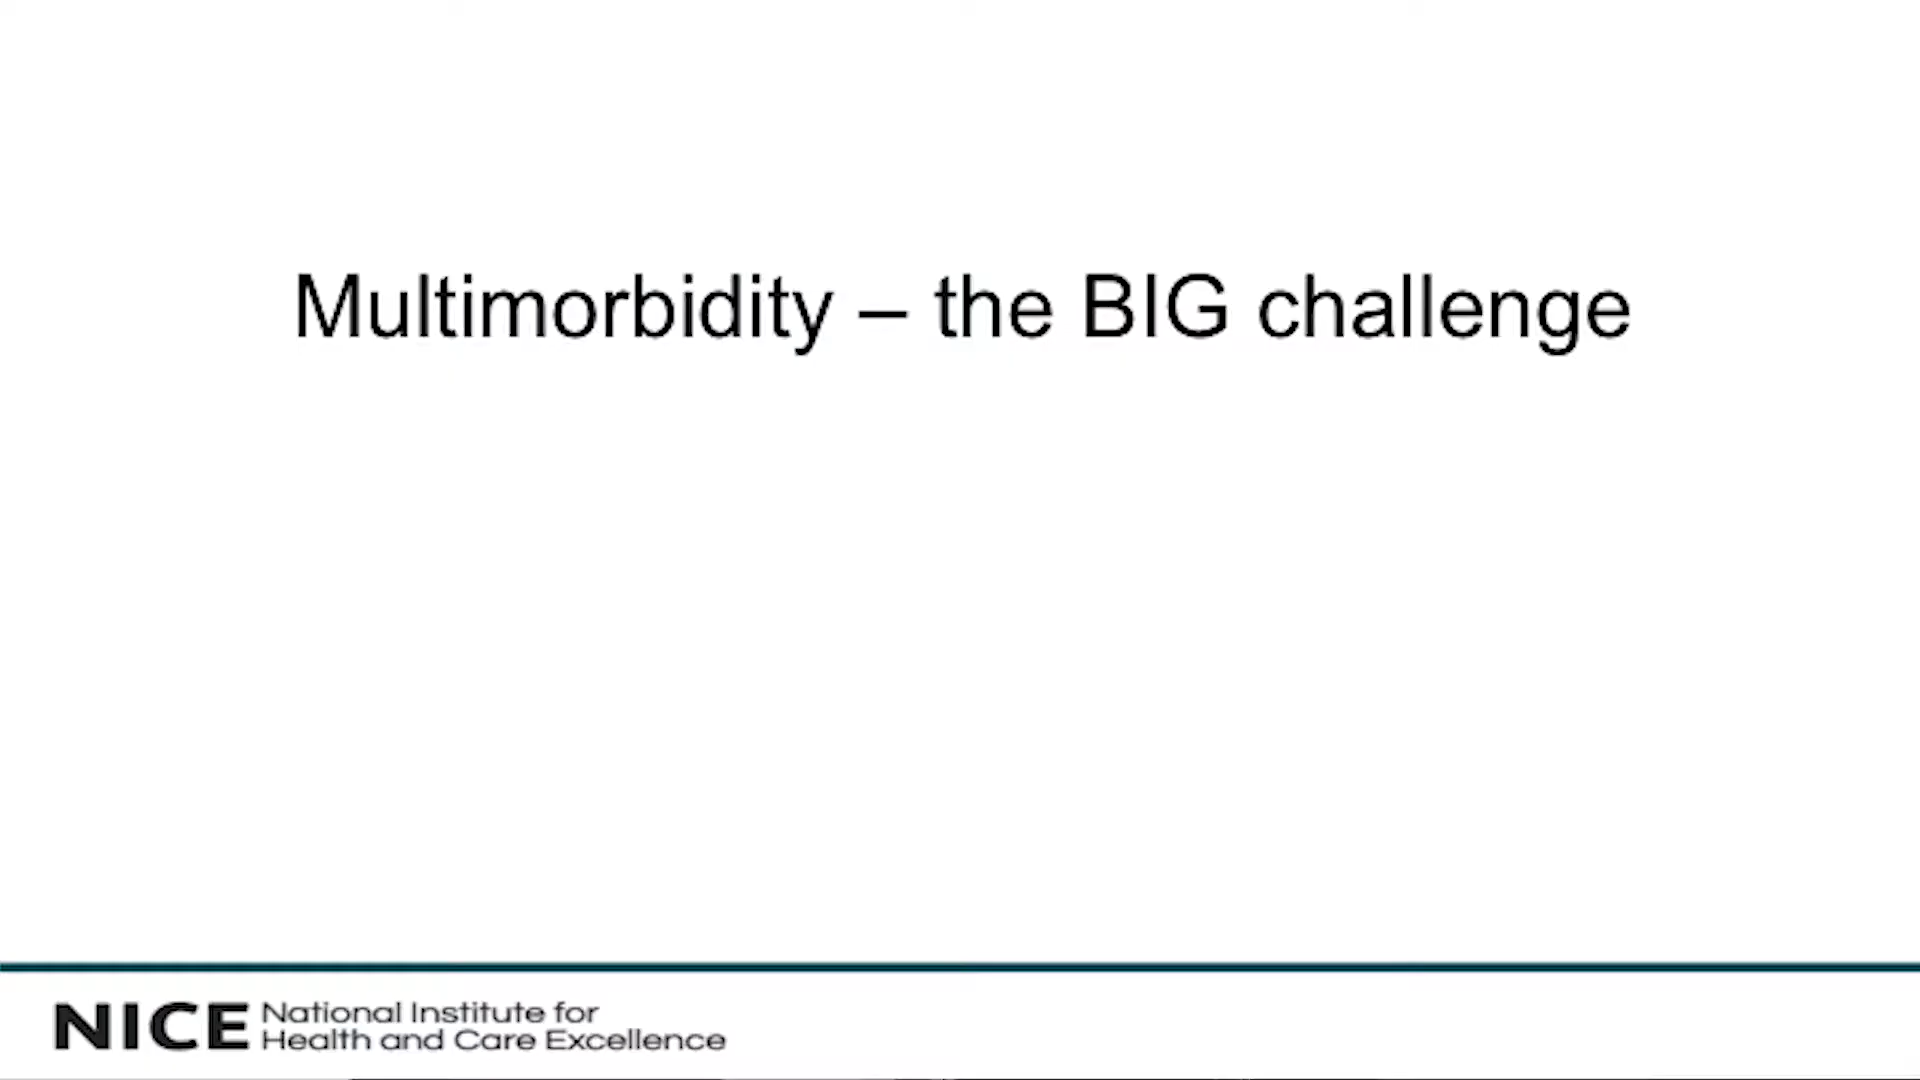 Multimorbidity – the BIG challenge
NICE National Institute for
Health and Care Excellence